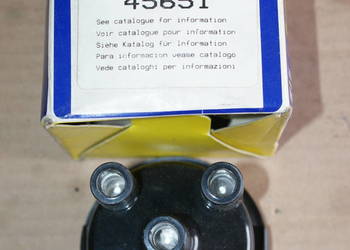 45651
See catalogue for information
Voir catalogue pour information
Siehe Katalog für Information
Para informacion vease catalogo
Vede cataloghi per informazioni